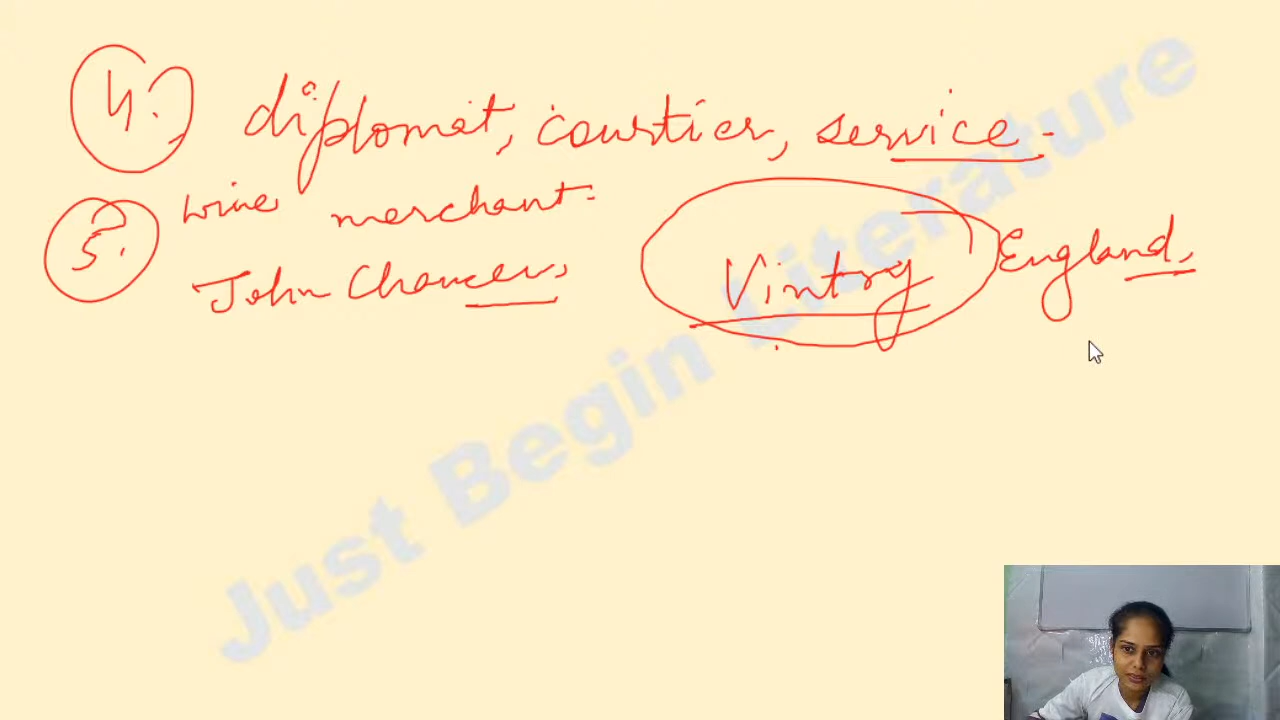 4. diplomat, courtier, service.
5. wine merchant.
John Chaucer, Vintry England,
Just Begin Literature